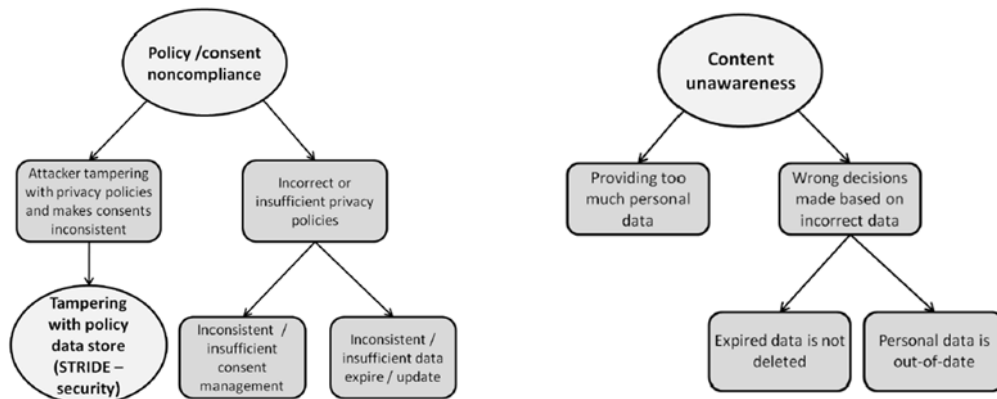 Policy /consent
noncompliance
Attacker tampering
with privacy policies
and makes consents
inconsistent
Incorrect or
insufficient privacy
policies
Tampering
with policy
data store
(STRIDE –
security)
Inconsistent /
insufficient
consent
management
Inconsistent /
insufficient data
expire / update
Content
unawareness
Providing too
much personal
data
Wrong decisions
made based on
incorrect data
Expired data is not
deleted
Personal data is
out-of-date